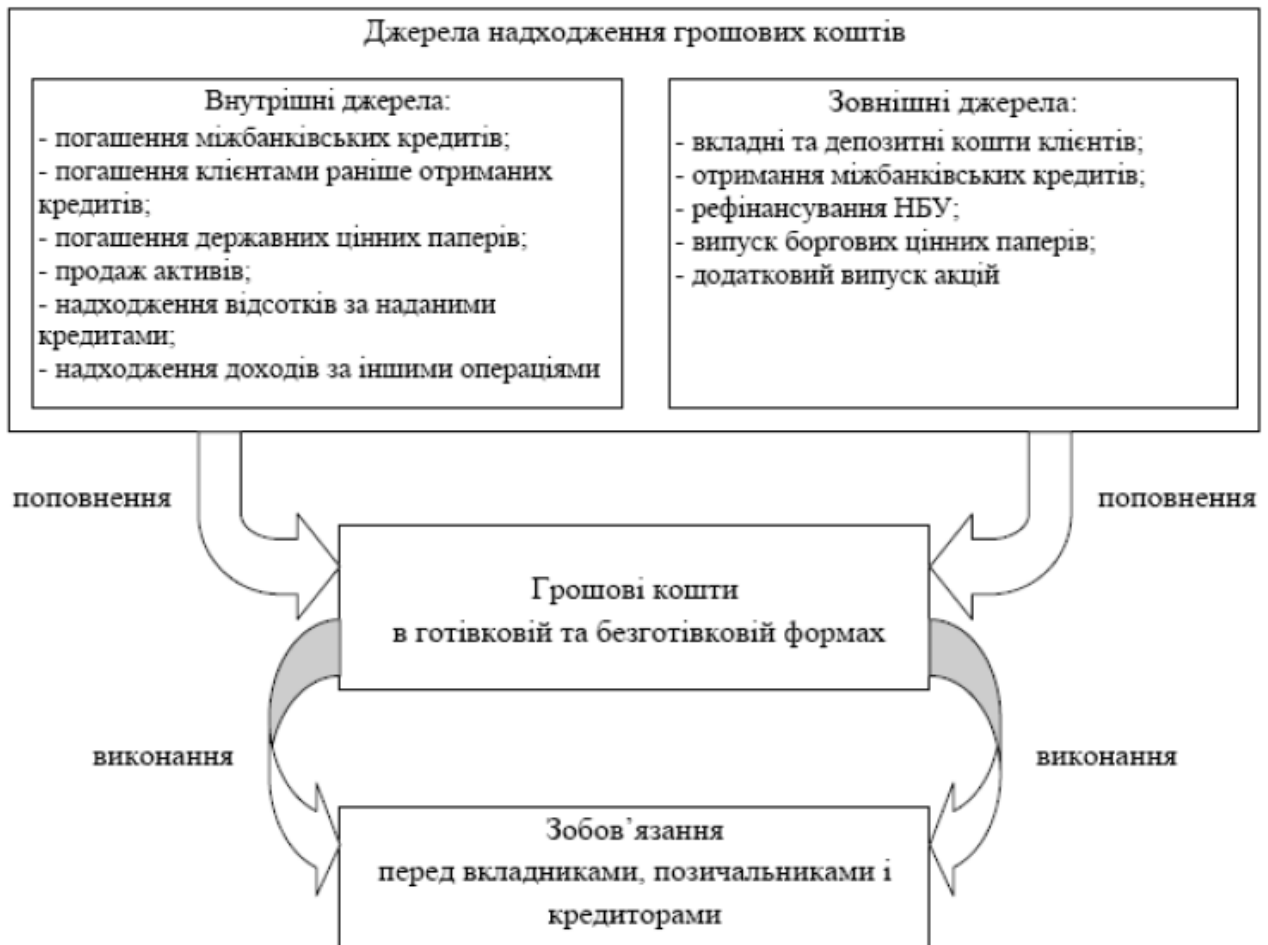 Джерела надходження грошових коштів
Внутрішні джерела:
- погашення міжбанківських кредитів;
- погашення клієнтами раніше отриманих
кредитів;
- погашення державних цінних паперів;
- продаж активів;
- надходження відсотків за наданими
кредитами;
- надходження доходів за іншими операціями
Зовнішні джерела:
- вкладні та депозитні кошти клієнтів;
- отримання міжбанківських кредитів;
- рефінансування НБУ;
- випуск боргових цінних паперів;
- додатковий випуск акцій
поповнення
поповнення
Грошові кошти
в готівковій та безготівковій формах
виконання
виконання
Зобов’язання
перед вкладниками, позичальниками і
кредиторами